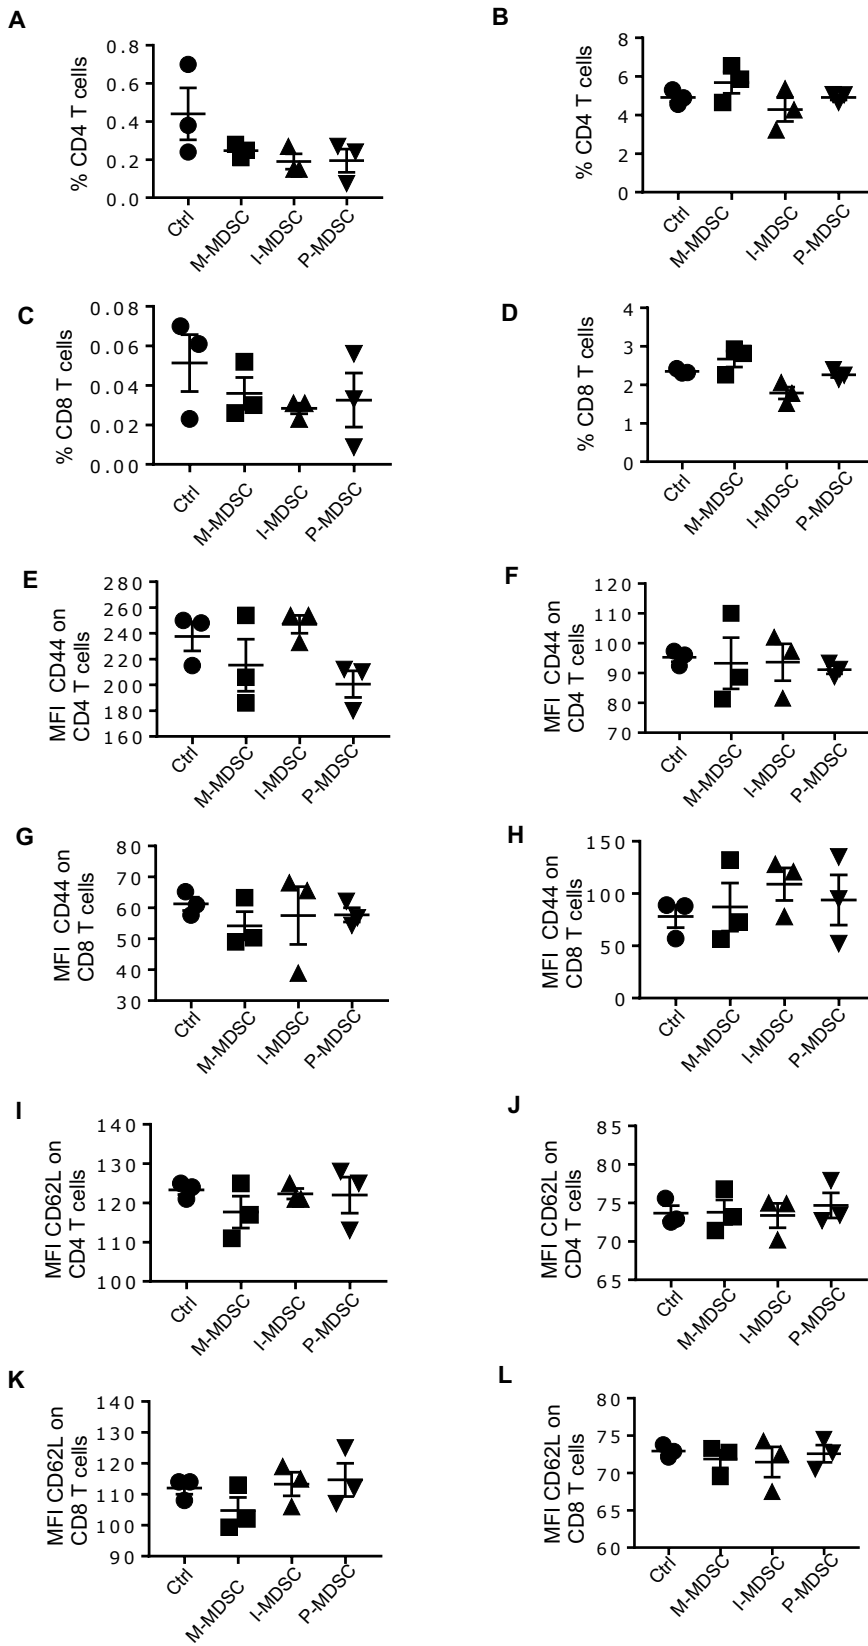 A
% CD4 T cells
0.8
0.6
0.4
0.2
0.0
Ctrl
M-MDSC
I-MDSC
P-MDSC
B
% CD4 T cells
8
6
4
2
0
Ctrl
M-MDSC
I-MDSC
P-MDSC
C
% CD8 T cells
0.08
0.06
0.04
0.02
0.00
Ctrl
M-MDSC
I-MDSC
P-MDSC
D
% CD8 T cells
4
3
2
1
0
Ctrl
M-MDSC
I-MDSC
P-MDSC
E
MFI CD44 on
CD4 T cells
280
260
240
220
200
180
160
Ctrl
M-MDSC
I-MDSC
P-MDSC
F
MFI CD44 on
CD4 T cells
120
110
100
90
80
70
Ctrl
M-MDSC
I-MDSC
P-MDSC
G
MFI CD44 on
CD8 T cells
80
70
60
50
40
30
Ctrl
M-MDSC
I-MDSC
P-MDSC
H
MFI CD44 on
CD8 T cells
150
100
50
0
Ctrl
M-MDSC
I-MDSC
P-MDSC
I
MFI CD62L on
CD4 T cells
140
130
120
110
100
Ctrl
M-MDSC
I-MDSC
P-MDSC
J
MFI CD62L on
CD4 T cells
85
80
75
70
65
Ctrl
M-MDSC
I-MDSC
P-MDSC
K
MFI CD62L on
CD8 T cells
140
130
120
110
100
90
Ctrl
M-MDSC
I-MDSC
P-MDSC
L
MFI CD62L on
CD8 T cells
80
75
70
65
60
Ctrl
M-MDSC
I-MDSC
P-MDSC